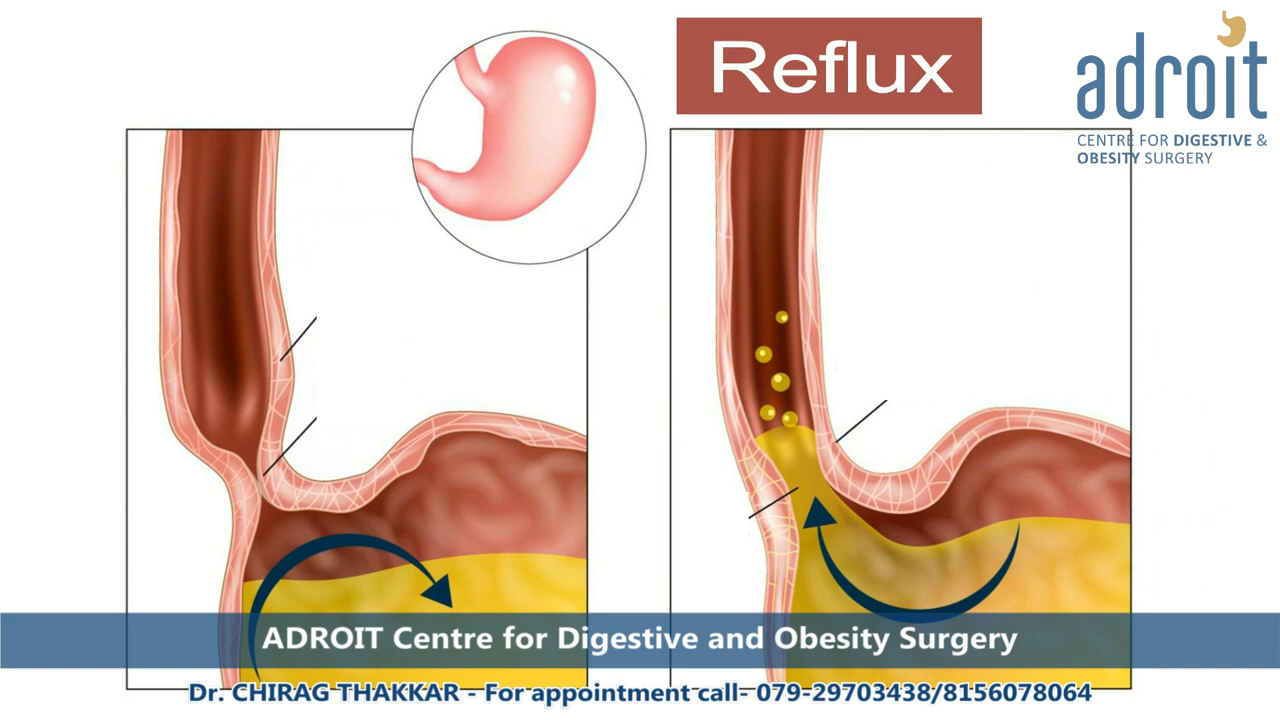 Reflux
adroit
CENTRE FOR DIGESTIVE &
OBESITY SURGERY
ADROIT Centre for Digestive and Obesity Surgery
Dr. CHIRAG THAKKAR - For appointment call- 079-29703438/8156078064